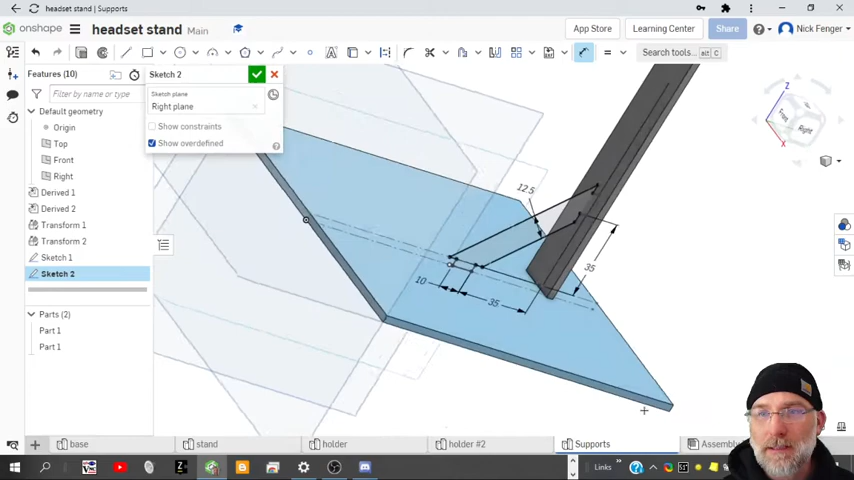 headset stand
onshape
headset stand Main
App Store
Learning Center
Share
Nick Fenger
Search tools...
alt C
Features (10)
Filter by name or type
Default geometry
Origin
Top
Front
Right
Derived 1
Derived 2
Transform 1
Transform 2
Sketch 1
Sketch 2
Parts (2)
Part 1
Part 1
Sketch 2
Sketch plane
Right plane
Show constraints
Show overdefined
12.5
35
10
35
Z
Front
Right
X
base
stand
holder
holder #2
Supports
Assembly
Links